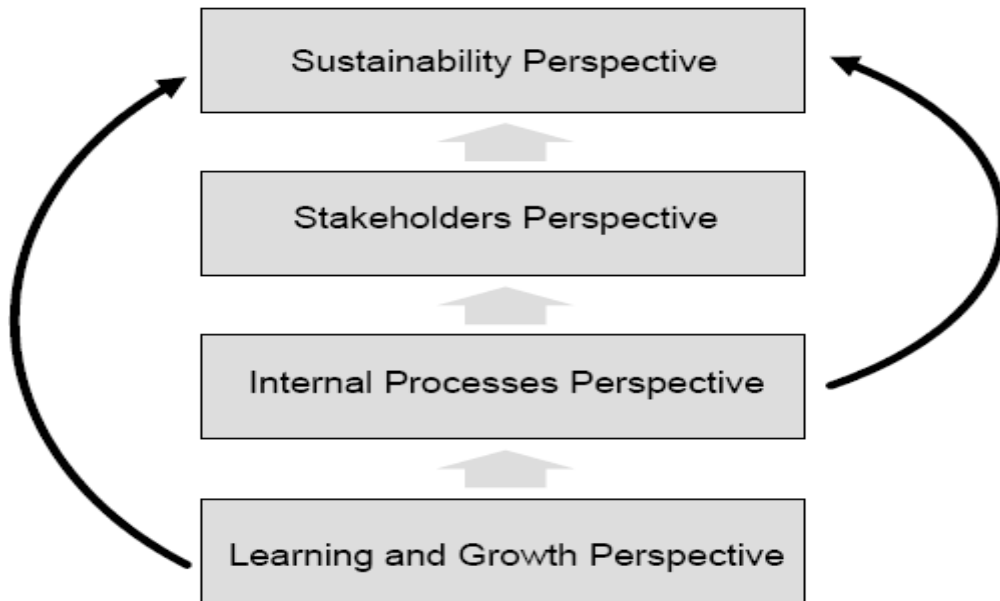 Sustainability Perspective
Stakeholders Perspective
Internal Processes Perspective
Learning and Growth Perspective